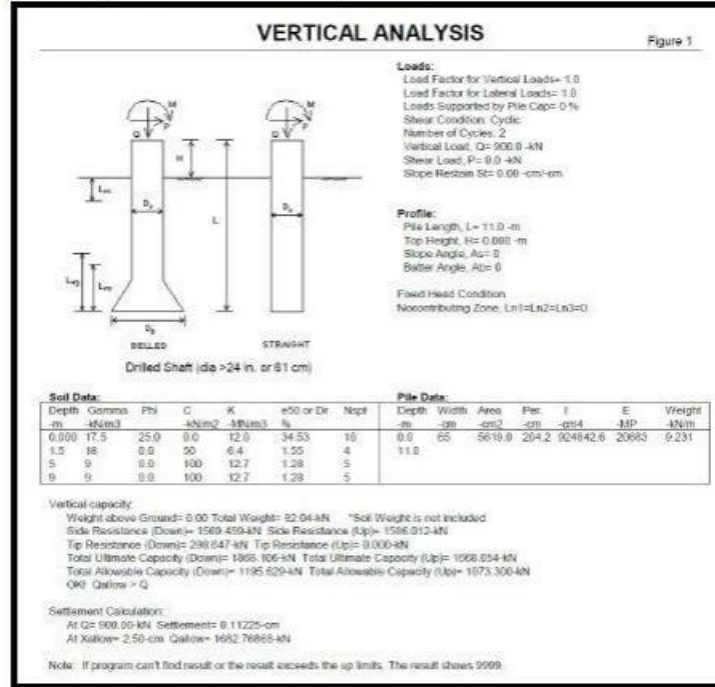 VERTICAL ANALYSIS
Figure 1
Loads:
Load Factor for Vertical Loads= 1.0
Load Factor for Lateral Loads= 1.0
Loads Supported by Pile Cap= 0 %
Shear Condition: Cyclic
Number of Cycles: 2
Vertical Load, Q= 900.0 -kN
Shear Load, P= 0.0 -kN
Slope Restrain St= 0.00 -cm/-cm
Profile:
Pile Length, L= 11.0 -m
Top Height, H= 0.000 -m
Slope Angle, As= 0
Batter Angle, Ab= 0
Fixed Head Condition
Nocontributing Zone, Ln1=Ln2=Ln3=0
M
P
Q
H
L
M
P
Q
BELLED
STRAIGHT
Drilled Shaft (dia >24 in. or 61 cm)
Soil Data:
Depth Gamma Phi C K e50 or Dr Nspt
-m -kN/m3 -kN/m2 -MN/m3 %
0.000 17.5 25.0 0.0 12.0 34.53 10
1.5 18 0.0 50 6.4 1.55 4
5 9 0.0 100 12.7 1.28 5
9 9 0.0 100 12.7 1.28 5
Pile Data:
Depth Width Area Per. I E Weight
-m -cm -cm2 -cm -cm4 -MP -kN/m
0.0 65 5619.0 204.2 924842.6 20683 9.231
11.0
Vertical capacity:
Weight above Ground= 0.00 Total Weight= 82.04-kN *Soil Weight is not included
Side Resistance (Down)= 1569.459-kN Side Resistance (Up)= 1586.012-kN
Tip Resistance (Down)= 298.647-kN Tip Resistance (Up)= 0.000-kN
Total Ultimate Capacity (Down)= 1868.106-kN Total Ultimate Capacity (Up)= 1668.054-kN
Total Allowable Capacity (Down)= 1195.629-kN Total Allowable Capacity (Up)= 1073.300-kN
OK! Qallow > Q
Settlement Calculation:
At Q= 900.00-kN Settlement= 0.11225-cm
At Xallow= 2.50-cm Qallow= 1682.76868-kN
Note: If program can't find result or the result exceeds the up limits. The result shows 9999.